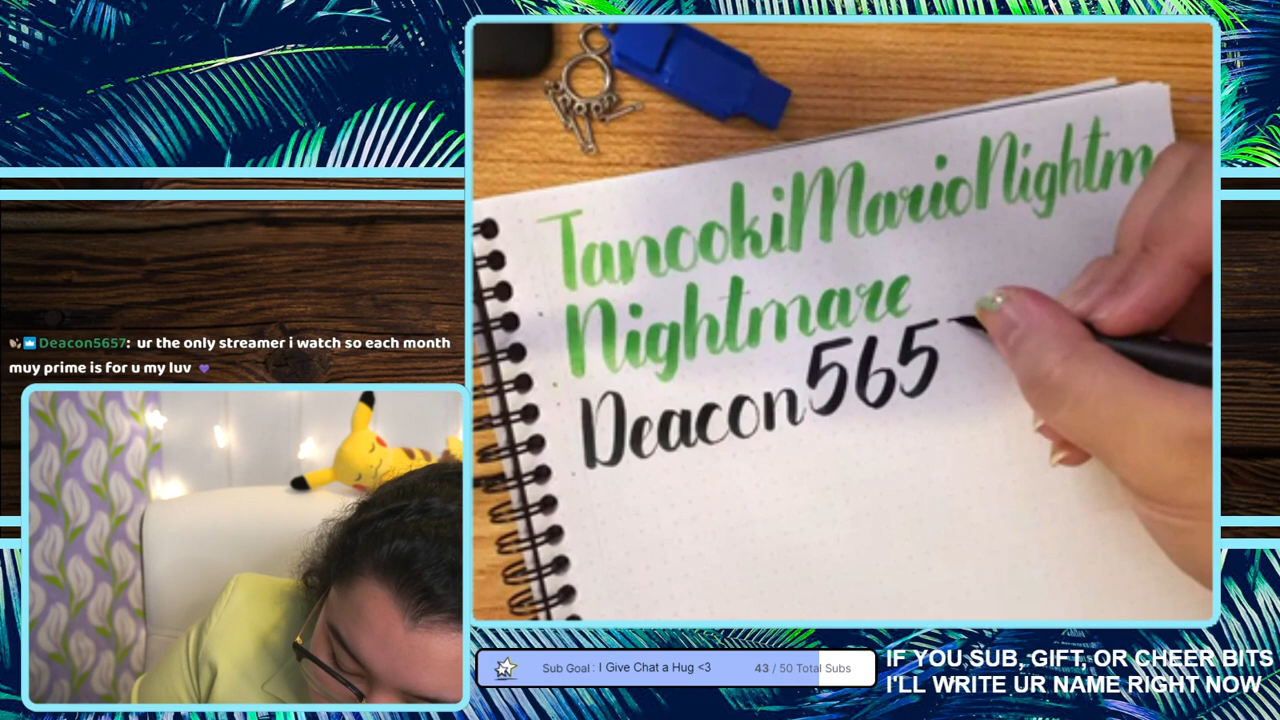 TanookiMarioNightm
Nightmare
Deacon565
Deacon5657: ur the only streamer i watch so each month
muy prime is for u my luv
Sub Goal: I Give Chat a Hug <3 43 / 50 Total Subs
IF YOU SUB, GIFT, OR CHEER BITS
I'LL WRITE UR NAME RIGHT NOW